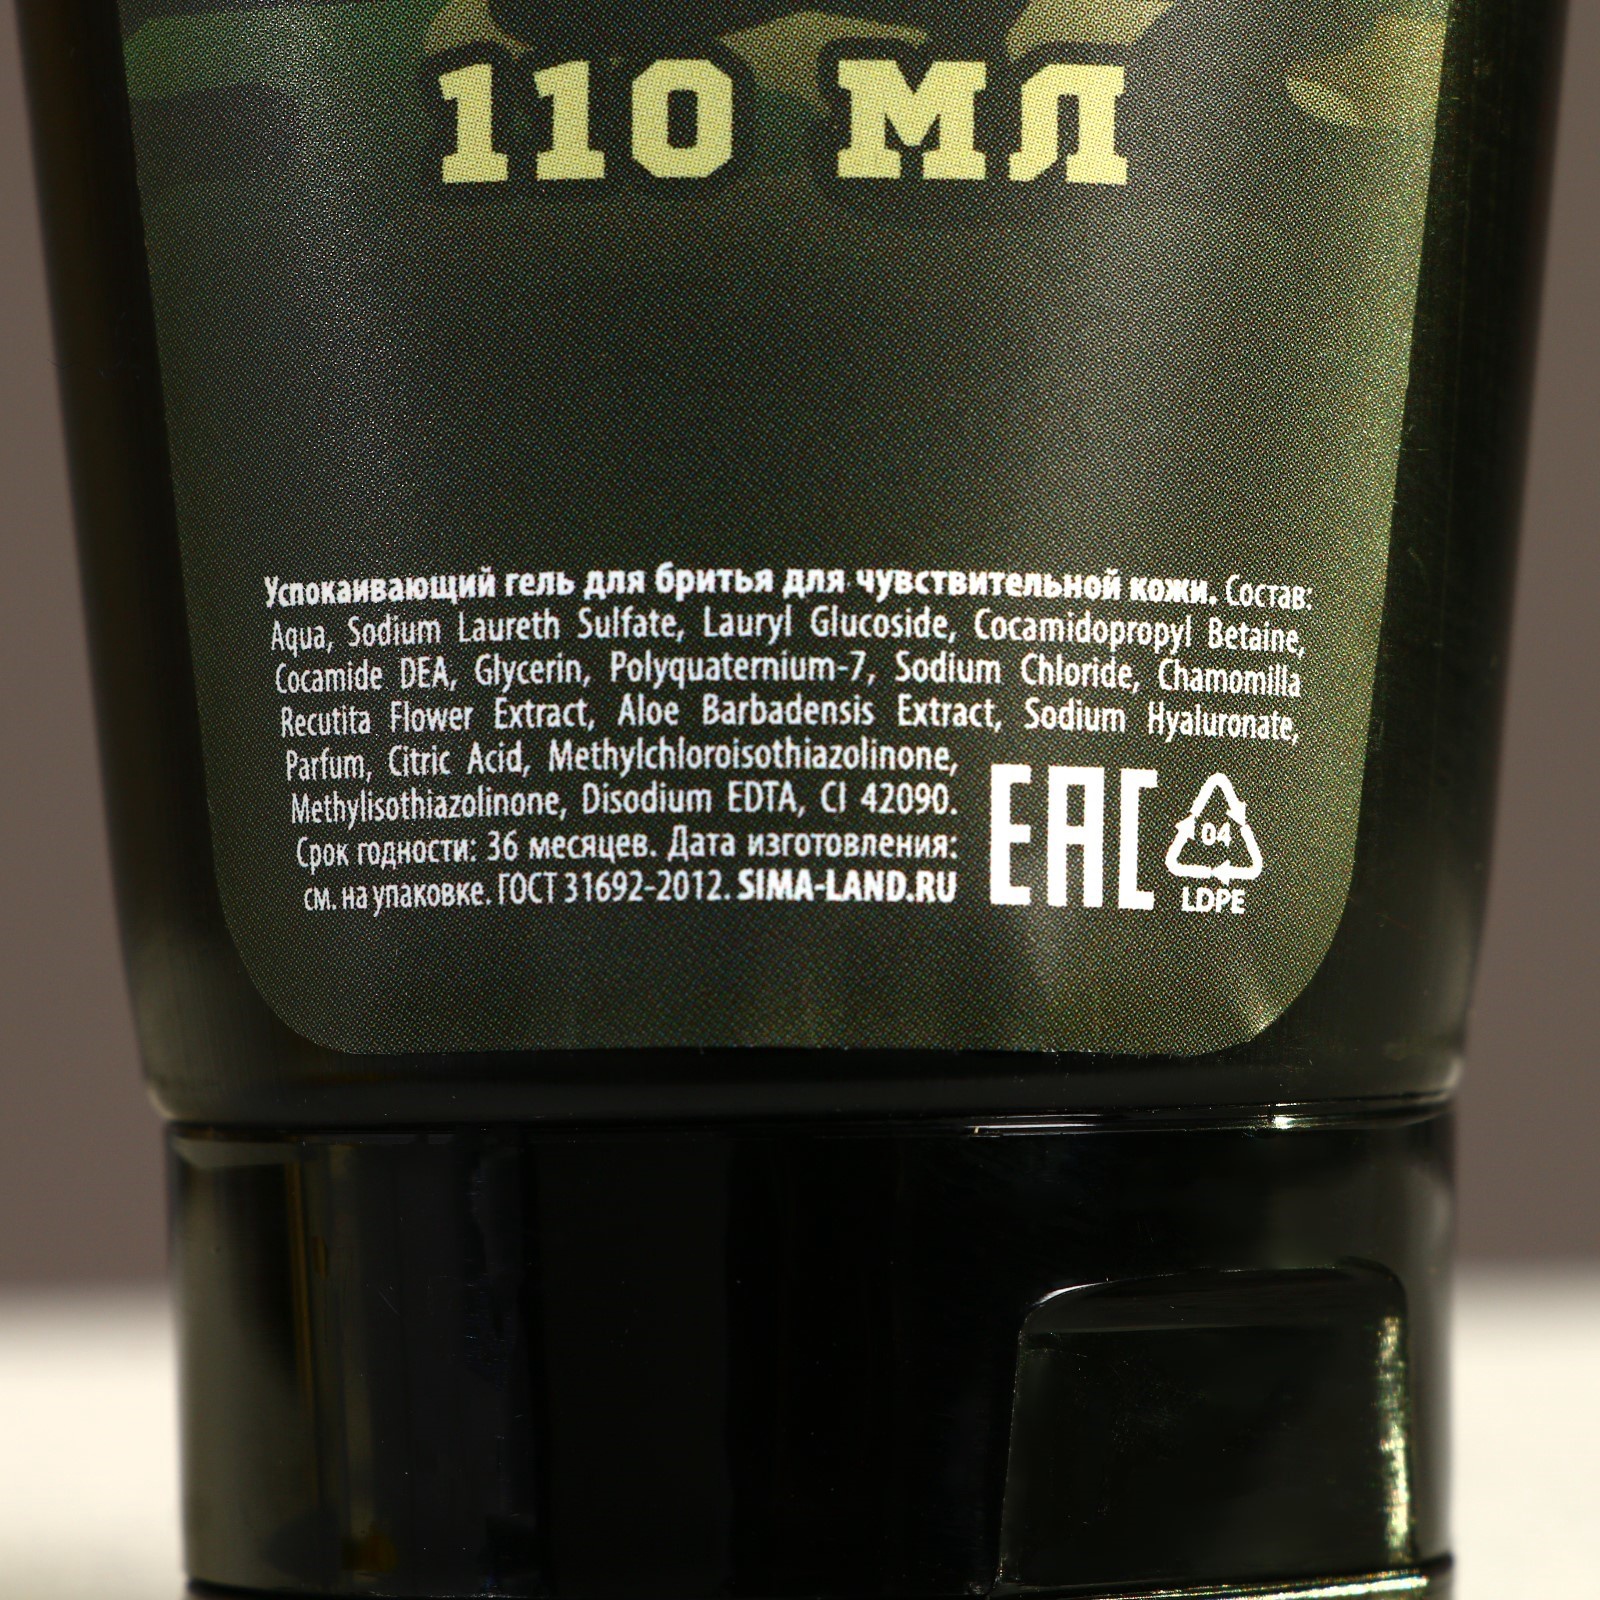 110 МЛ
Успокаивающий гель для бритья для чувствительной кожи. Состав:
Aqua, Sodium Laureth Sulfate, Lauryl Glucoside, Cocamidopropyl Betaine,
Cocamide DEA, Glycerin, Polyquaternium-7, Sodium Chloride, Chamomilla
Recutita Flower Extract, Aloe Barbadensis Extract, Sodium Hyaluronate,
Parfum, Citric Acid, Methylchloroisothiazolinone,
Methylisothiazolinone, Disodium EDTA, CI 42090.
Срок годности: 36 месяцев. Дата изготовления:
см. на упаковке. ГОСТ 31692-2012. SIMA-LAND.RU
EAC
04
LDPE